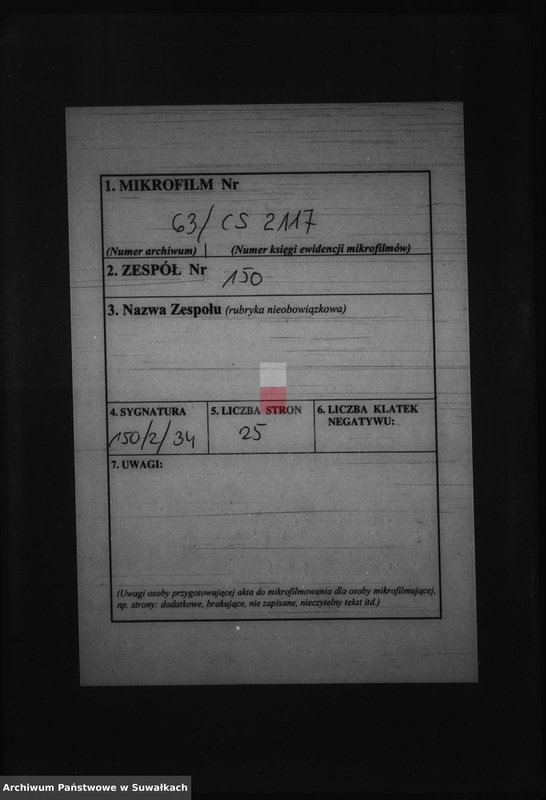 1. MIKROFILM Nr
63/CS 2117
(Numer archiwum) (Numer księgi ewidencji mikrofilmów)
2. ZESPÓŁ Nr 150
3. Nazwa Zespołu (rubryka nieobowiązkowa)
4. SYGNATURA
150/2/34
5. LICZBA STRON
25
6. LICZBA KLATEK
NEGATYWU:
7. UWAGI:
(Uwagi osoby przygotowującej akta do mikrofilmowania dla osoby mikrofilmującej,
np. strony: dodatkowe, brakujące, nie zapisane, nieczytelny tekst itd.)
Archiwum Państwowe w Suwałkach